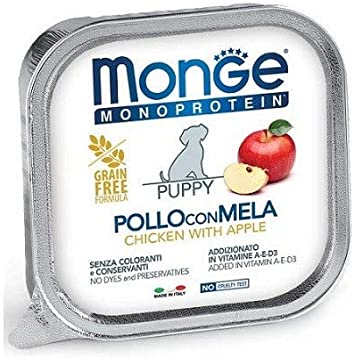 MONGE
MONOPROTEIN®
GRAIN
FREE
FORMULA
PUPPY
POLLO CON MELA
CHICKEN WITH APPLE
SENZA COLORANTI
e CONSERVANTI
NO DYES and PRESERVATIVES
ADDIZIONATO
IN VITAMINE A-E-D3
ADDED IN VITAMIN A-E-D3
MADE IN ITALY
NO CRUELTY TEST